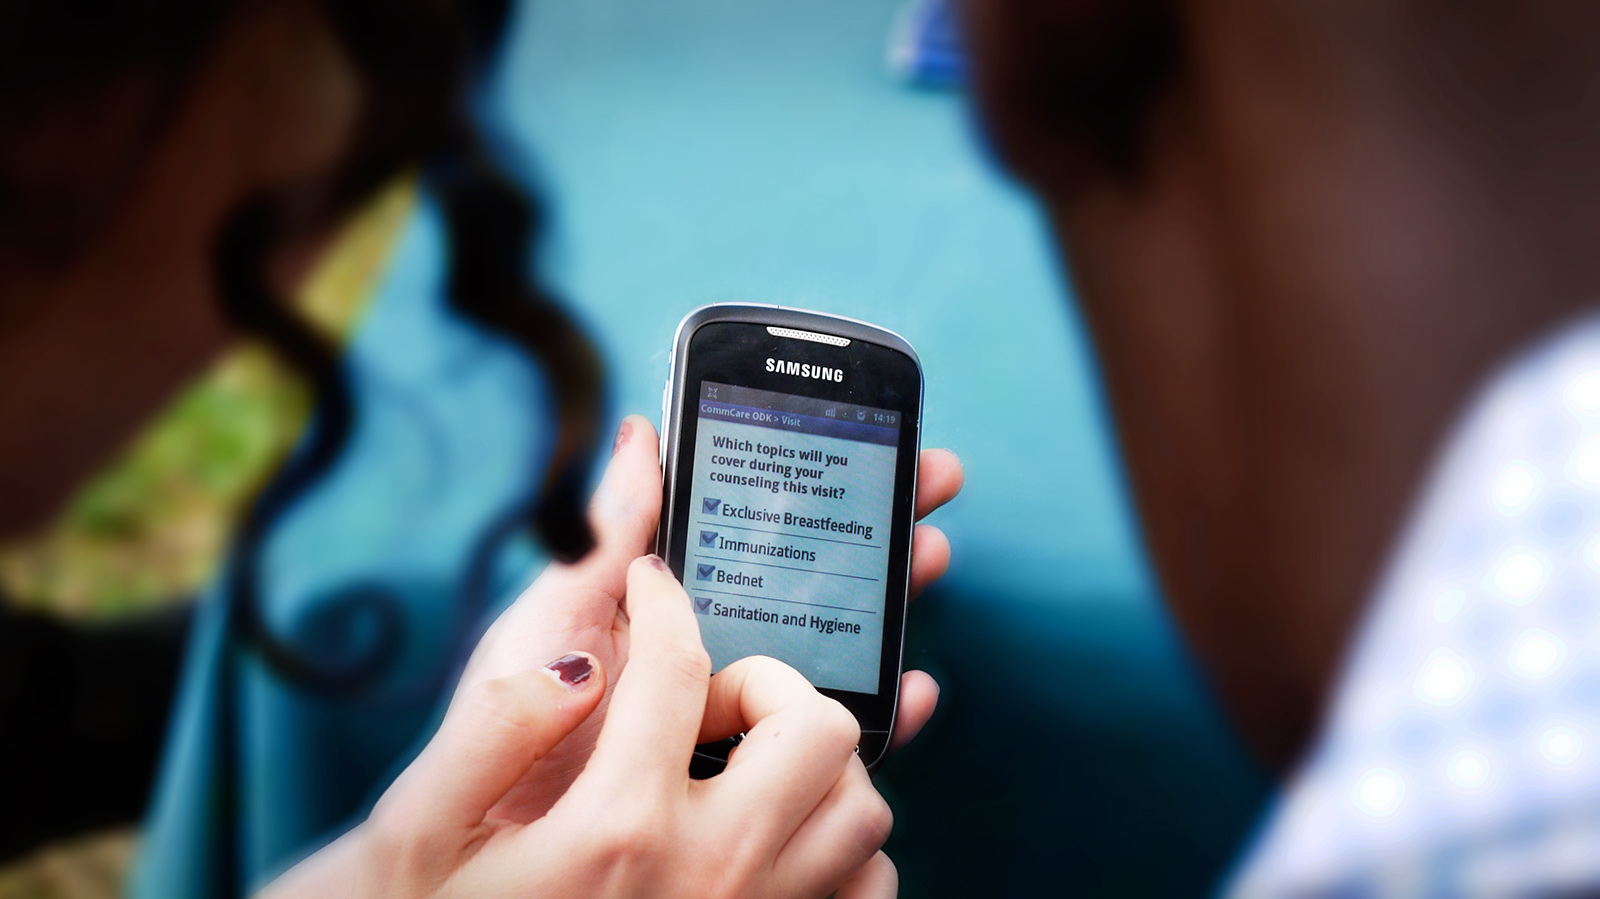 SAMSUNG
14:19
CommCare ODK > Visit
Which topics will you
cover during your
counseling this visit?
Exclusive Breastfeeding
Immunizations
Bednet
Sanitation and Hygiene